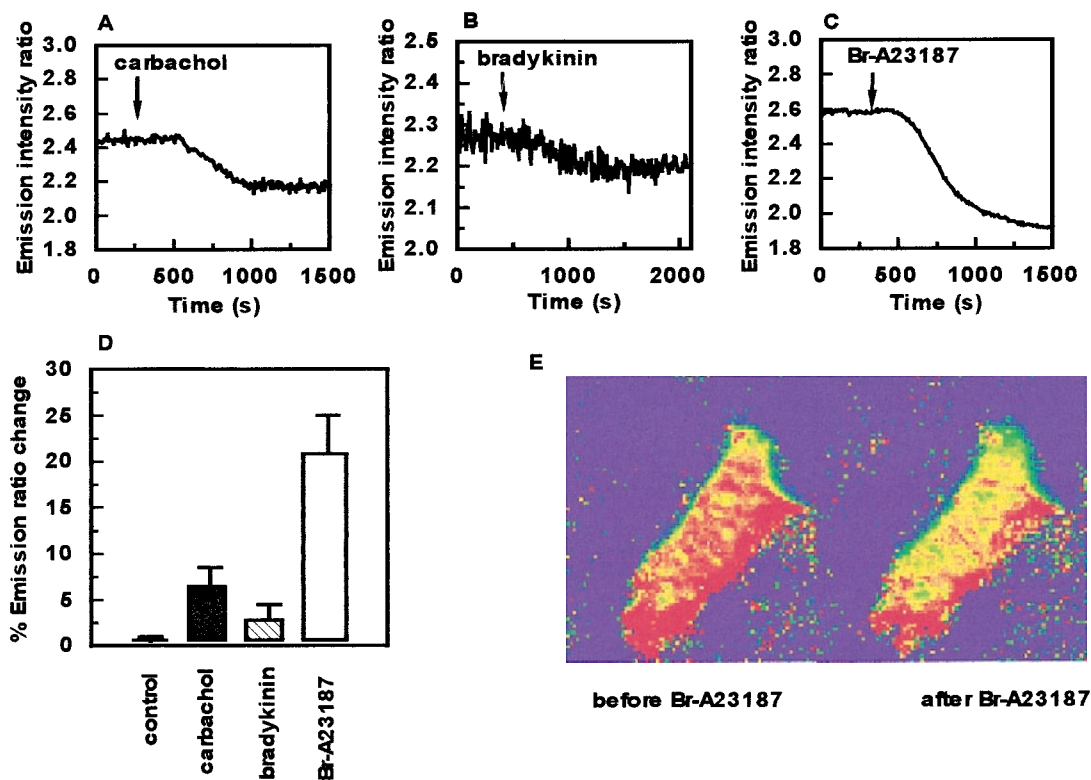 A
Emission intensity ratio
3.0
2.8
2.6
2.4
2.2
2.0
1.8
carbachol
0 500 1000 1500
Time (s)
B
Emission intensity ratio
2.5
2.4
2.3
2.2
2.1
2.0
bradykinin
0 1000 2000
Time (s)
C
Emission intensity ratio
3.0
2.8
2.6
2.4
2.2
2.0
1.8
Br-A23187
0 500 1000 1500
Time (s)
D
% Emission ratio change
30
25
20
15
10
5
0
control
carbachol
bradykinin
Br-A23187
E
before Br-A23187
after Br-A23187